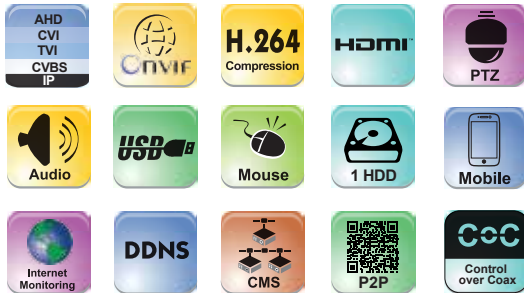 AHD
CVI
TVI
CVBS
IP
ONVIF
H.264
Compression
HDMI
PTZ
Audio
USB
Mouse
1 HDD
Mobile
Internet
Monitoring
DDNS
CMS
P2P
CoC
Control
over Coax